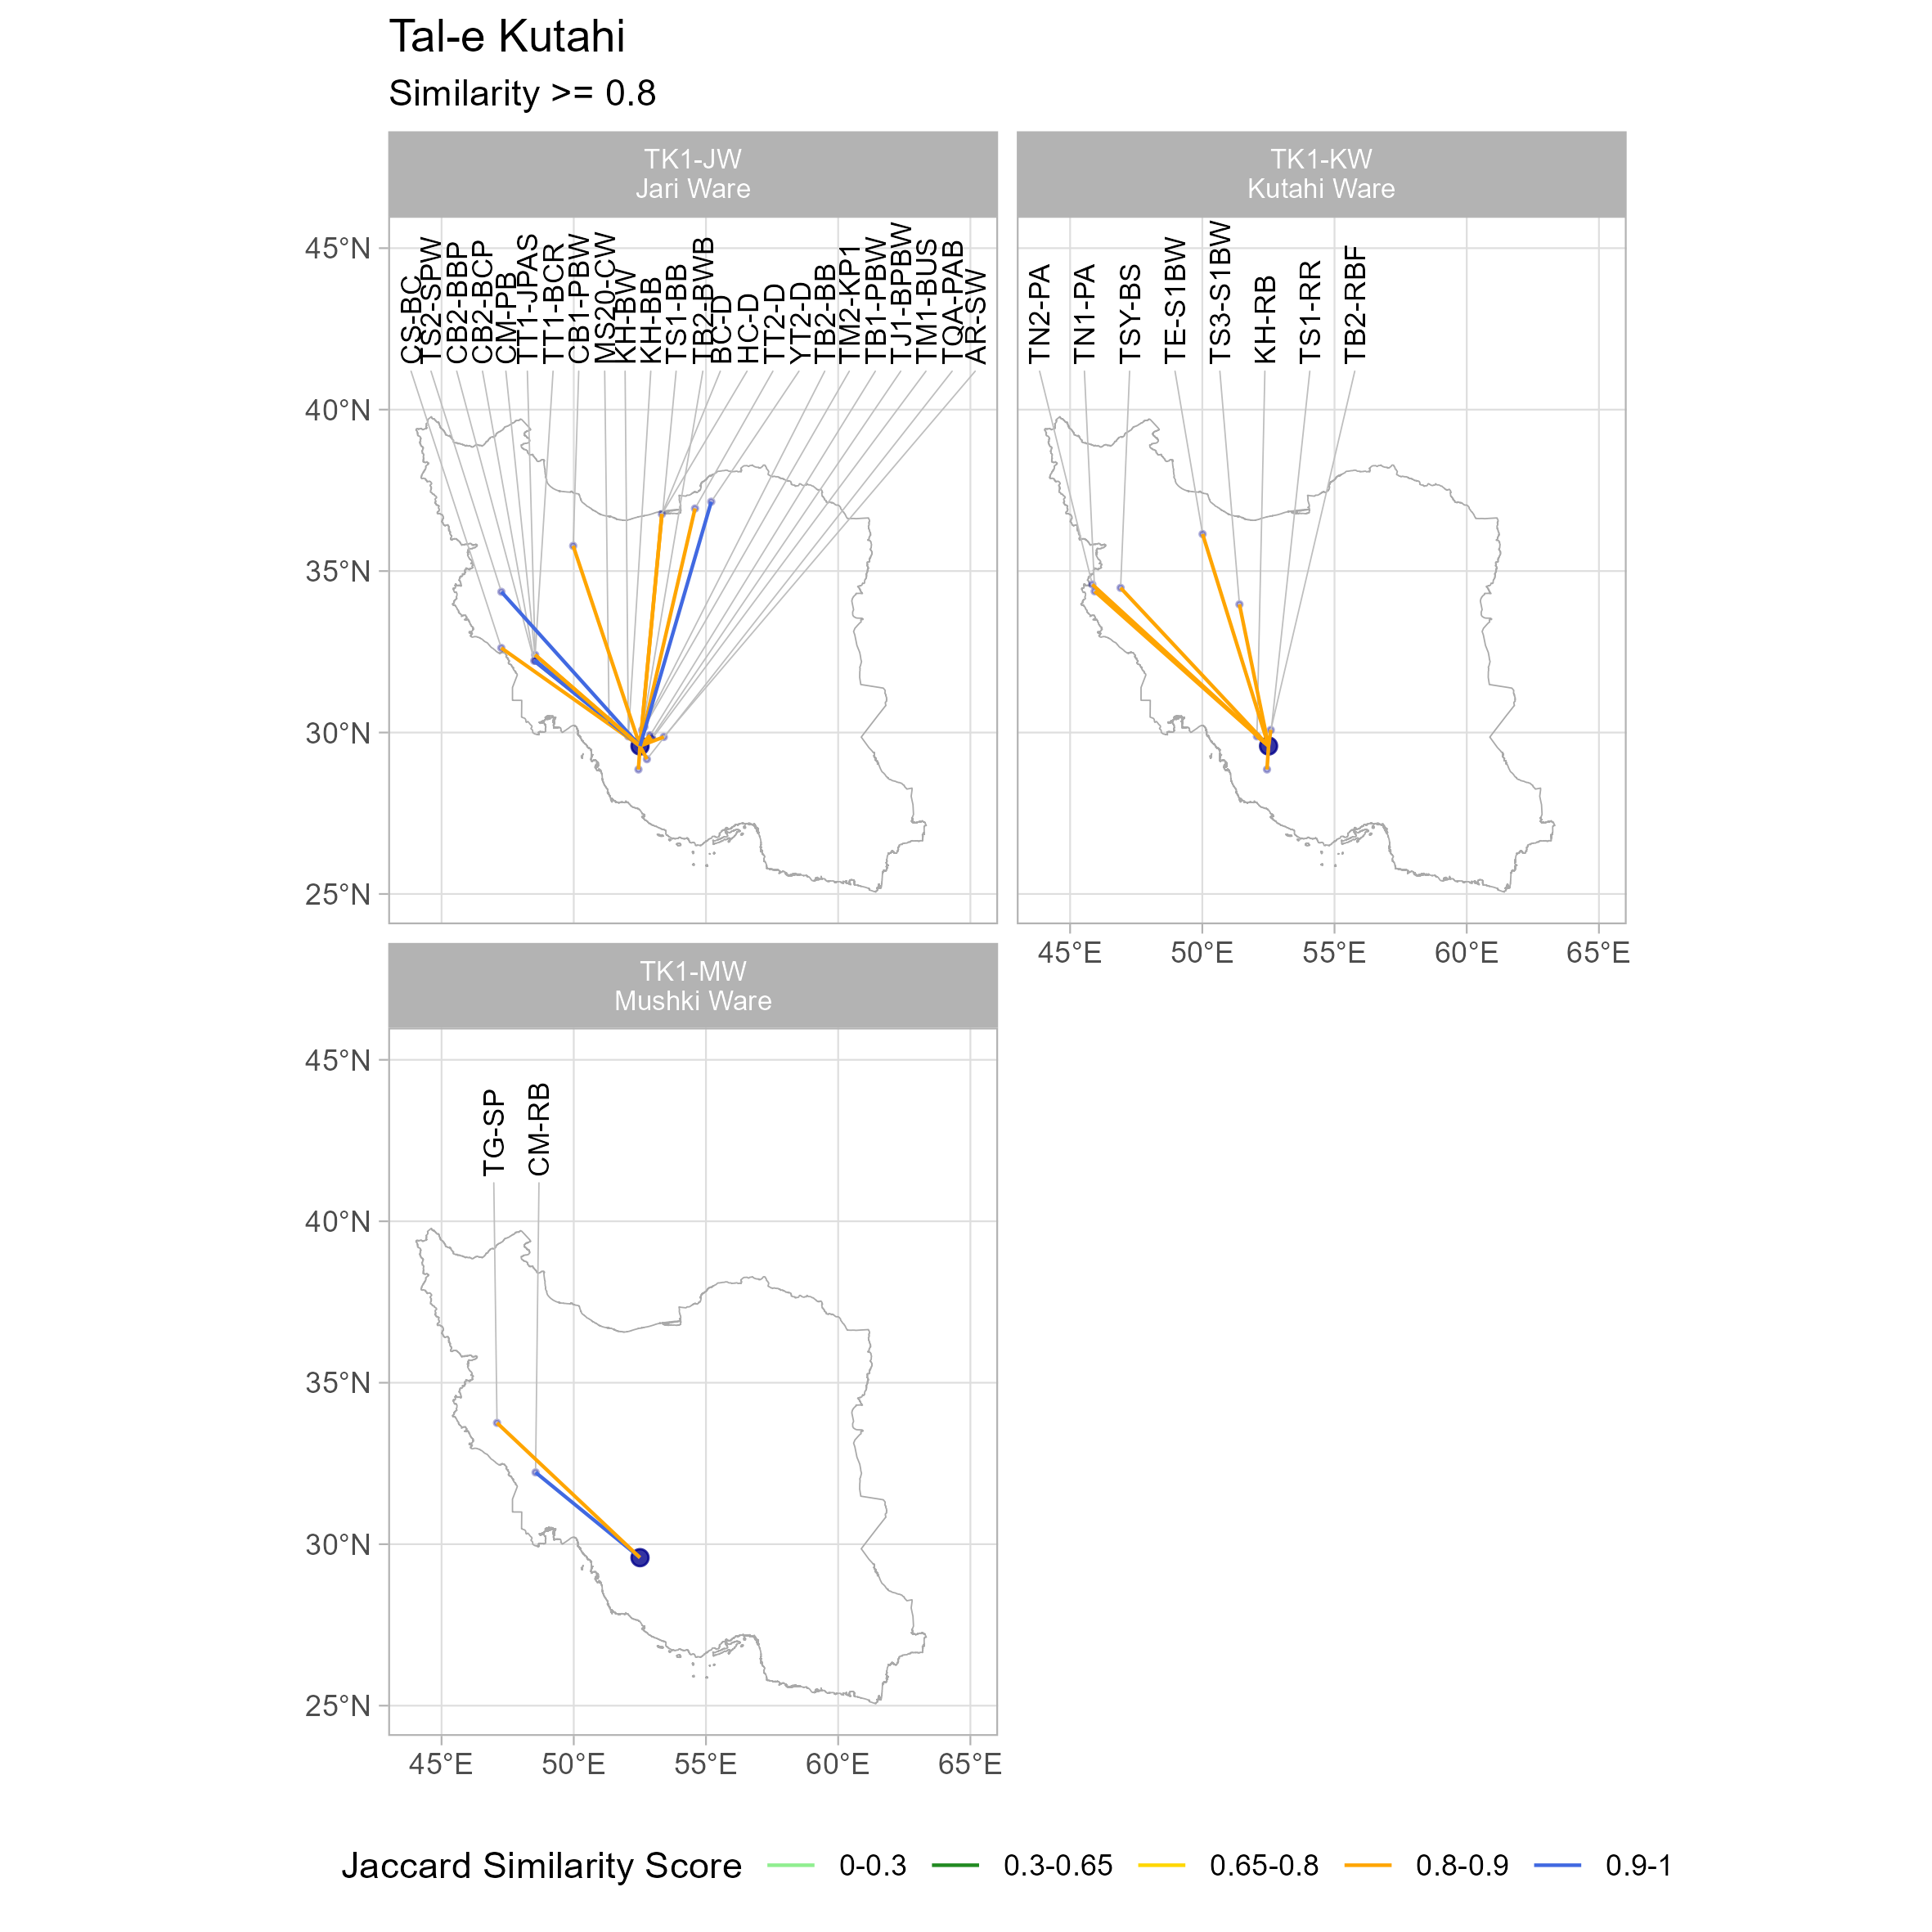 Tal-e Kutahi
Similarity >= 0.8
TK1-JW
Jari Ware
TK1-KW
Kutahi Ware
CS-BC
TS2-SPW
CB2-BBP
CB2-BCP
CM-PB
TT1-JPAS
TT1-BCR
CB1-PBW
MS20-CW
KH-BW
KH-BB
TS1-BB
TB2-BWB
BC-D
HC-D
TT2-D
YT2-D
TB2-BB
TM2-KP1
TB1-PBW
TJ1-BPBW
TM1-BUS
TQA-PAB
AR-SW
TN2-PA
TN1-PA
TSY-BS
TE-S1BW
TS3-S1BW
KH-RB
TS1-RR
TB2-RBF
45°N
40°N
35°N
30°N
25°N
45°E 50°E 55°E 60°E 65°E
TK1-MW
Mushki Ware
TG-SP
CM-RB
45°N
40°N
35°N
30°N
25°N
45°E 50°E 55°E 60°E 65°E
Jaccard Similarity Score 0-0.3 0.3-0.65 0.65-0.8 0.8-0.9 0.9-1